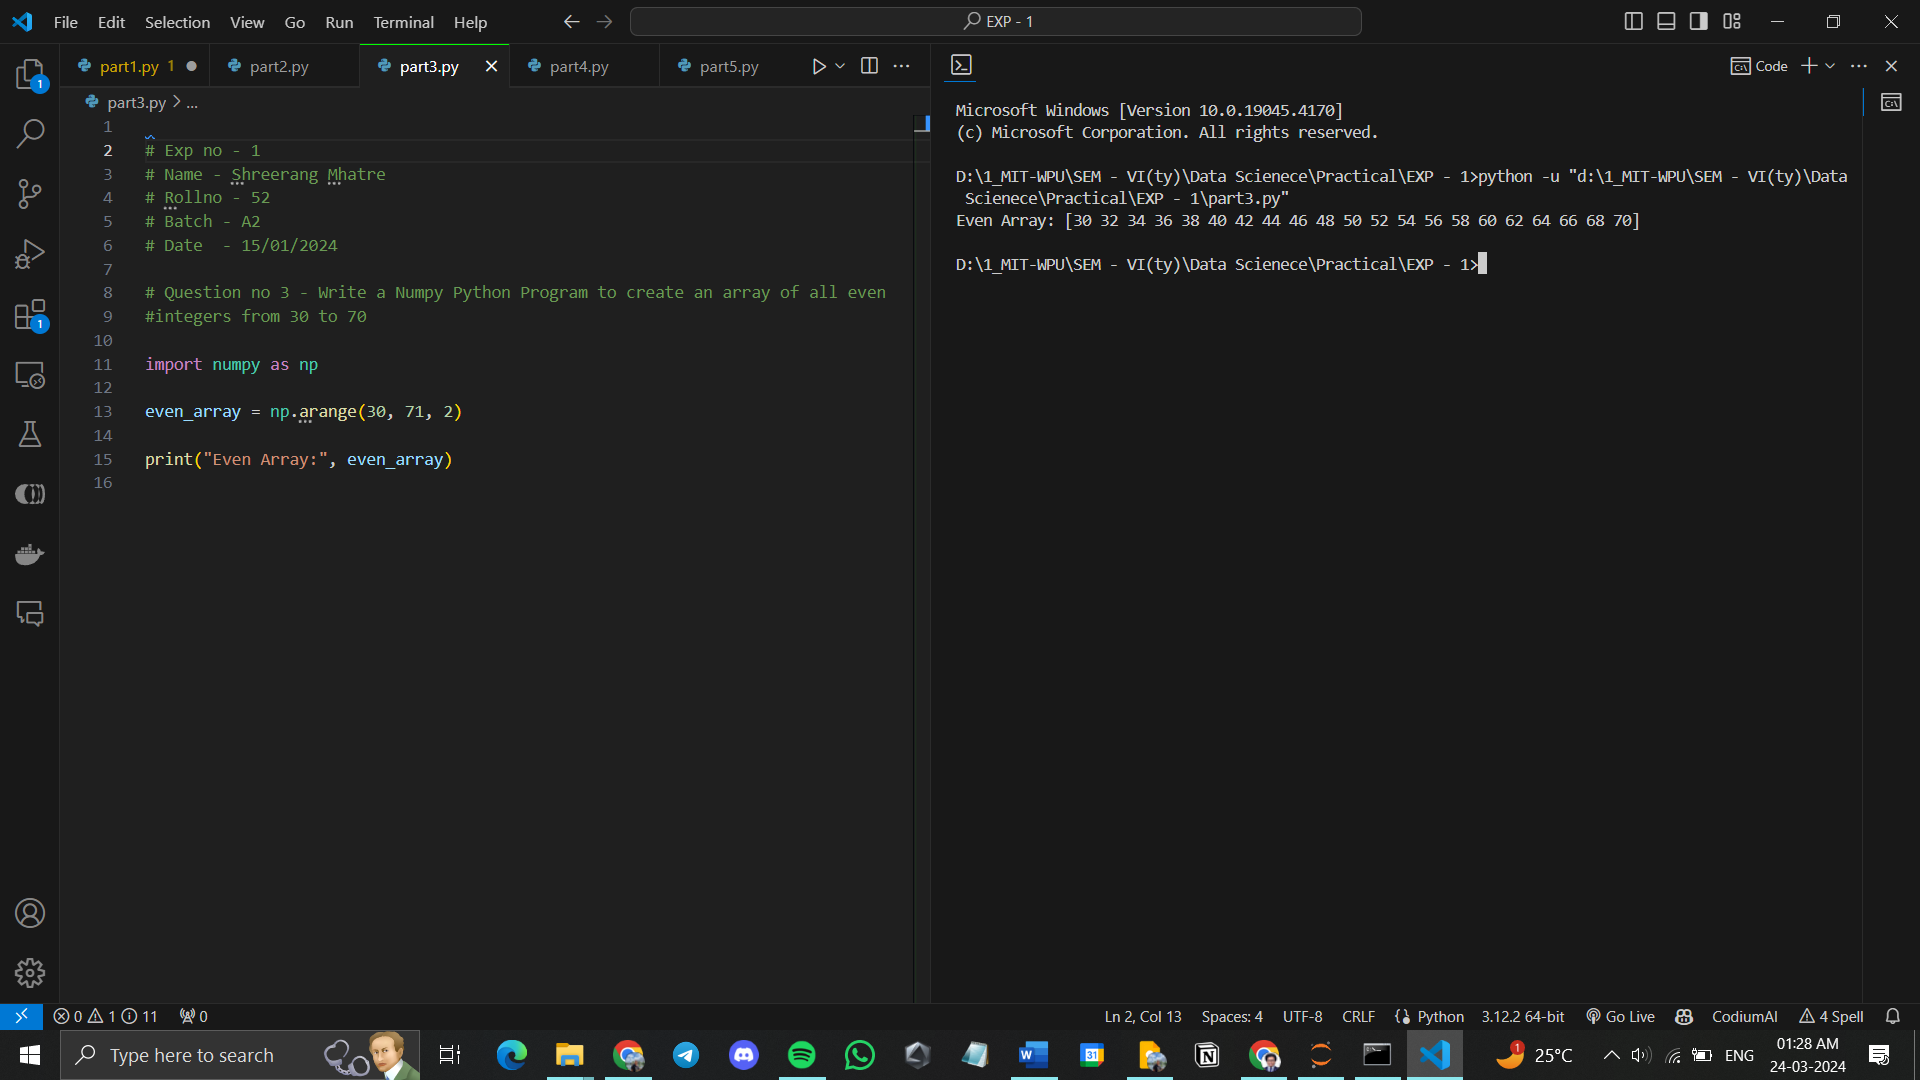 File Edit Selection View Go Run Terminal Help
EXP - 1
part1.py 1
part2.py
part3.py
part4.py
part5.py
Code
part3.py > ...
1
2 # Exp no - 1
3 # Name - Shreerang Mhatre
4 # Rollno - 52
5 # Batch - A2
6 # Date  - 15/01/2024
7
8 # Question no 3 - Write a Numpy Python Program to create an array of all even
9 #integers from 30 to 70
10
11 import numpy as np
12
13 even_array = np.arange(30, 71, 2)
14
15 print("Even Array:", even_array)
16
Microsoft Windows [Version 10.0.19045.4170]
(c) Microsoft Corporation. All rights reserved.
D:\1_MIT-WPU\SEM - VI(ty)\Data Scienece\Practical\EXP - 1>python -u "d:\1_MIT-WPU\SEM - VI(ty)\Data
Scienece\Practical\EXP - 1\part3.py"
Even Array: [30 32 34 36 38 40 42 44 46 48 50 52 54 56 58 60 62 64 66 68 70]
D:\1_MIT-WPU\SEM - VI(ty)\Data Scienece\Practical\EXP - 1>
1
1
0 1 11 0
Ln 2, Col 13 Spaces: 4 UTF-8 CRLF Python 3.12.2 64-bit Go Live CodiumAI 4 Spell
Type here to search
31
1
25°C
ENG
01:28 AM
24-03-2024